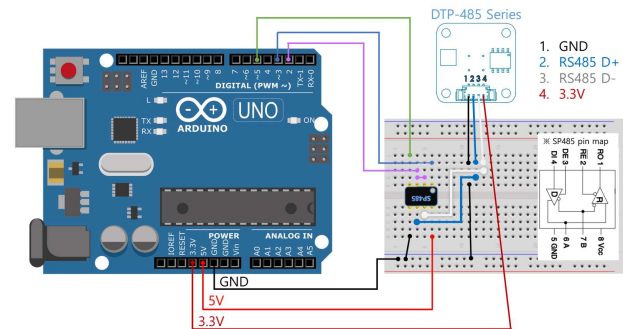 DTP-485 Series
1. GND
2. RS485 D+
3. RS485 D-
4. 3.3V
1 2 3 4
AREF
GND
13
12
~11
~10
~9
8
7
~6
~5
4
~3
2
TX-1
RX-0
DIGITAL (PWM ~)
L
TX
RX
UNO
ON
ARDUINO
※ SP485 pin map
DI 4
DE 3
RE 2
RO 1
D
R
5 GND
6 A
7 B
8 Vcc
SP485
POWER
ANALOG IN
IOREF
RESET
3.3V
5V
GND
GND
Vin
A0
A1
A2
A3
A4
A5
GND
5V
3.3V